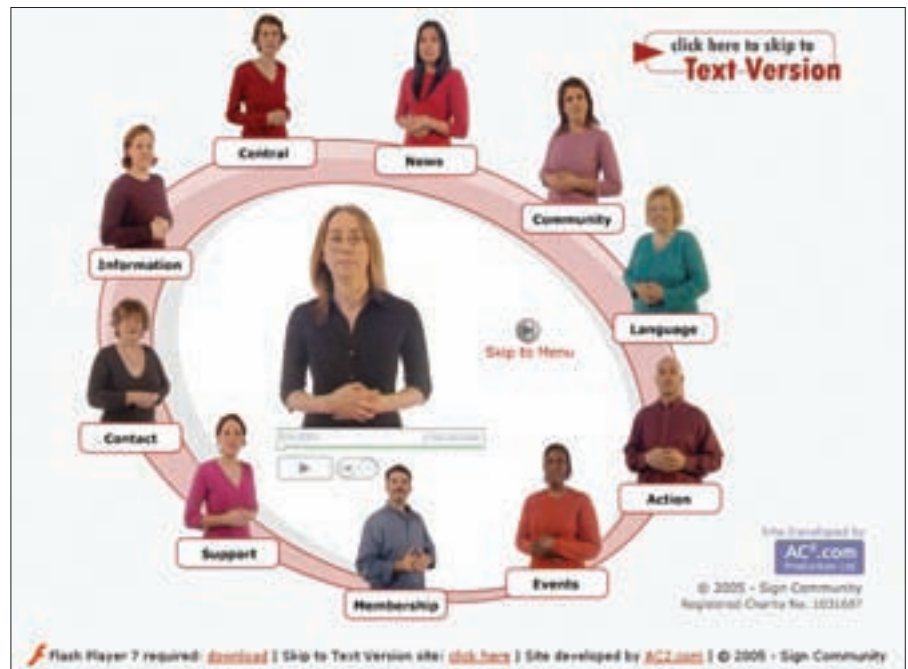 click here to skip to
Text Version
Central
News
Community
Information
Language
Skip to Menu
Contact
Action
Support
Events
Membership
Site Developed by
AC2.com
Production Ltd
© 2005 - Sign Community
Registered Charity No. 1031687
Flash Player 7 required: download | Skip to Text Version site: click here | Site developed by AC2.com | © 2005 - Sign Community